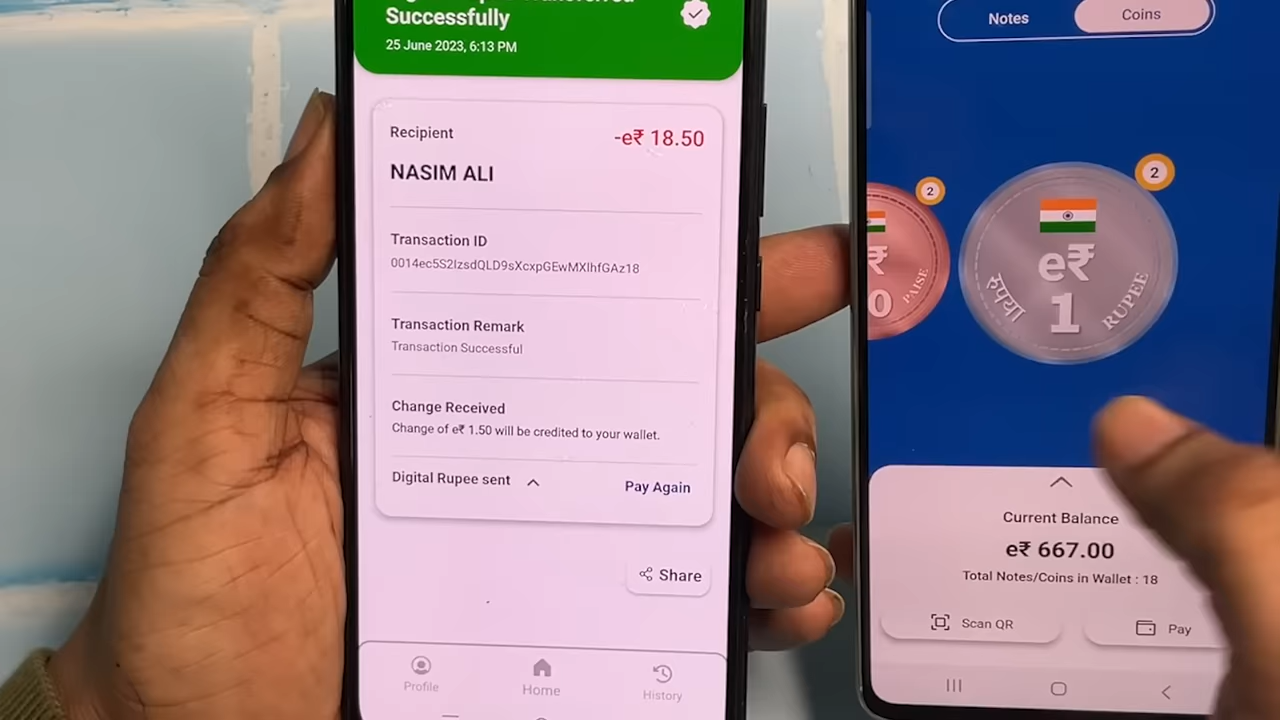 Successfully
25 June 2023, 6:13 PM
Recipient
-e₹ 18.50
NASIM ALI
Transaction ID
0014ec5S2IzsdQLD9sXcxpGEwMXlhfGAz18
Transaction Remark
Transaction Successful
Change Received
Change of e₹ 1.50 will be credited to your wallet.
Digital Rupee sent
Pay Again
Share
Profile
Home
History
Notes
Coins
2
₹
0
PAISE
2
e₹
1
रुपया
RUPEE
Current Balance
e₹ 667.00
Total Notes/Coins in Wallet : 18
Scan QR
Pay